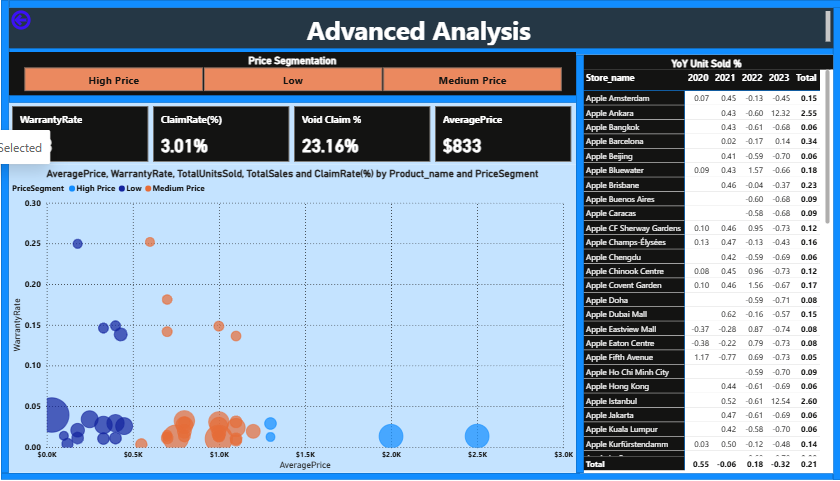 Advanced Analysis
Price Segmentation
High Price Low Medium Price
WarrantyRate
Selected
ClaimRate(%)
3.01%
Void Claim %
23.16%
AveragePrice
$833
AveragePrice, WarrantyRate, TotalUnitsSold, TotalSales and ClaimRate(%) by Product_name and PriceSegment
PriceSegment High Price Low Medium Price
WarrantyRate
0.30
0.25
0.20
0.15
0.10
0.05
0.00
$0.0K $0.5K $1.0K $1.5K $2.0K $2.5K $3.0K
AveragePrice
YoY Unit Sold %
Store_name 2020 2021 2022 2023 Total
Apple Amsterdam 0.07 0.45 -0.13 -0.45 0.15
Apple Ankara 0.43 -0.60 12.32 2.55
Apple Bangkok 0.43 -0.61 -0.68 0.06
Apple Barcelona 0.02 -0.17 0.14 0.34
Apple Beijing 0.41 -0.59 -0.70 0.06
Apple Bluewater 0.09 0.43 1.57 -0.66 0.18
Apple Brisbane 0.46 -0.04 -0.37 0.23
Apple Buenos Aires -0.60 -0.68 0.09
Apple Caracas -0.58 -0.68 0.09
Apple CF Sherway Gardens 0.10 0.46 0.95 -0.73 0.12
Apple Champs-Élysées 0.13 0.47 -0.13 -0.43 0.16
Apple Chengdu 0.42 -0.59 -0.69 0.06
Apple Chinook Centre 0.08 0.45 0.96 -0.73 0.12
Apple Covent Garden 0.10 0.46 1.56 -0.67 0.17
Apple Doha -0.59 -0.71 0.08
Apple Dubai Mall 0.62 -0.16 -0.57 0.15
Apple Eastview Mall -0.37 -0.28 0.87 -0.74 0.08
Apple Eaton Centre -0.38 -0.22 0.79 -0.73 0.08
Apple Fifth Avenue 1.17 -0.77 0.69 -0.73 0.05
Apple Ho Chi Minh City -0.59 -0.70 0.09
Apple Hong Kong 0.44 -0.61 -0.69 0.06
Apple Istanbul 0.52 -0.61 12.54 2.60
Apple Jakarta 0.47 -0.61 -0.69 0.06
Apple Kuala Lumpur 0.42 -0.58 -0.70 0.06
Apple Kurfürstendamm 0.03 0.50 -0.12 -0.48 0.14
Total 0.55 -0.06 0.18 -0.32 0.21